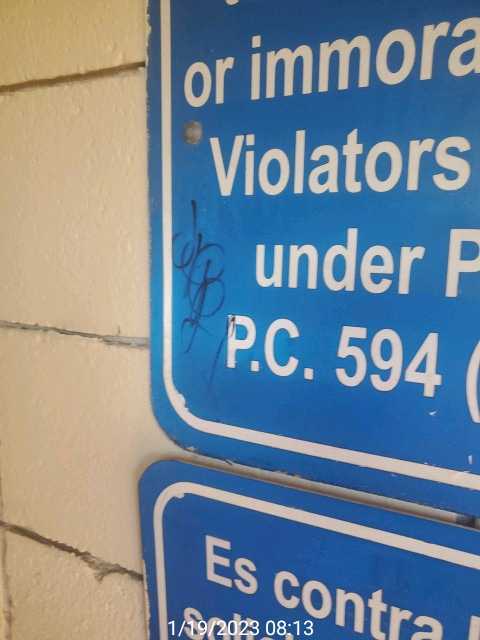 or immora
Violators
under P
P.C. 594 (
Es contra
1/19/2023 08:13